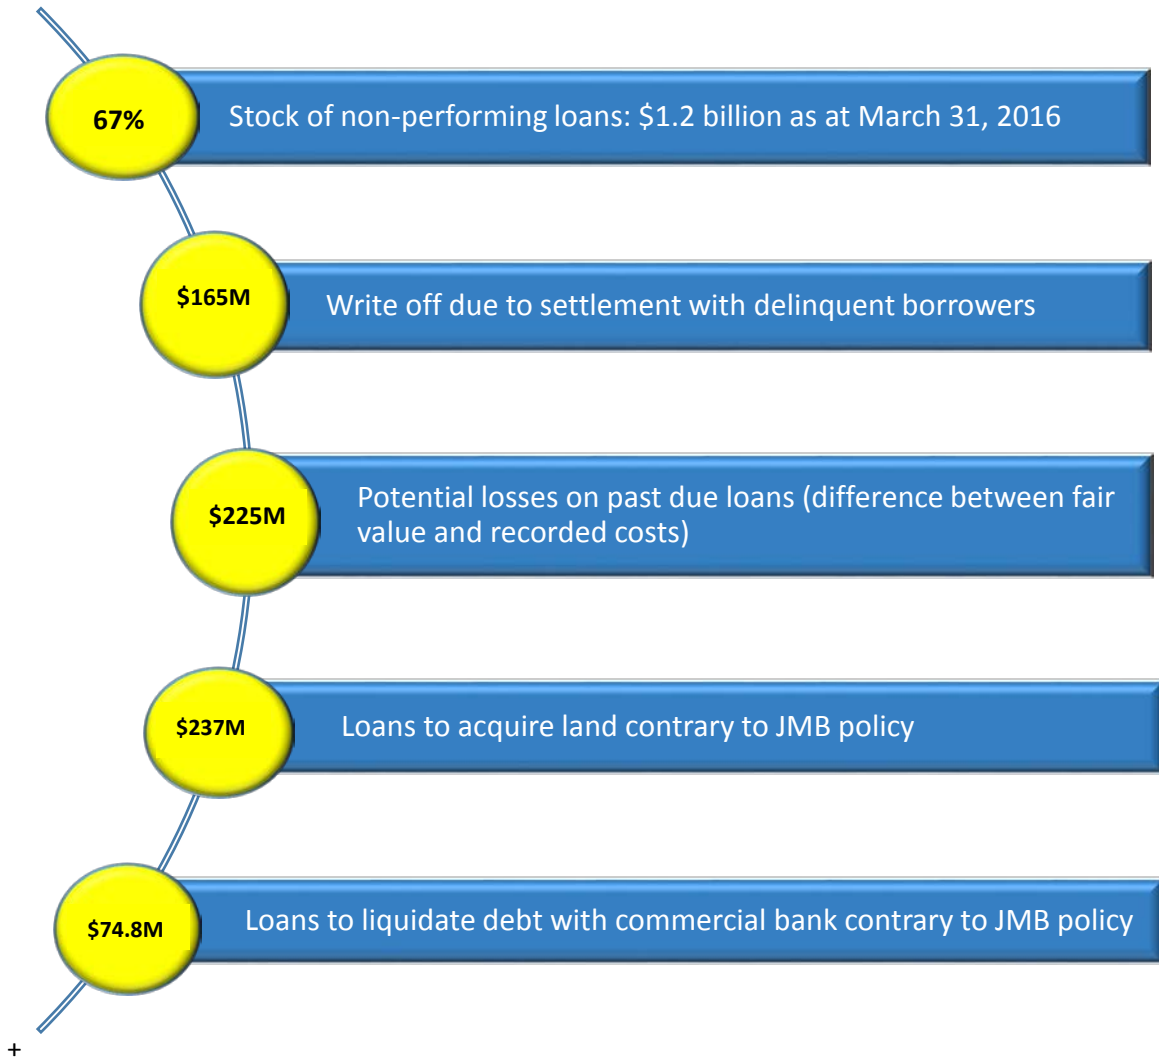 67%
Stock of non-performing loans: $1.2 billion as at March 31, 2016
$165M
Write off due to settlement with delinquent borrowers
$225M
Potential losses on past due loans (difference between fair
value and recorded costs)
$237M
Loans to acquire land contrary to JMB policy
$74.8M
Loans to liquidate debt with commercial bank contrary to JMB policy
+